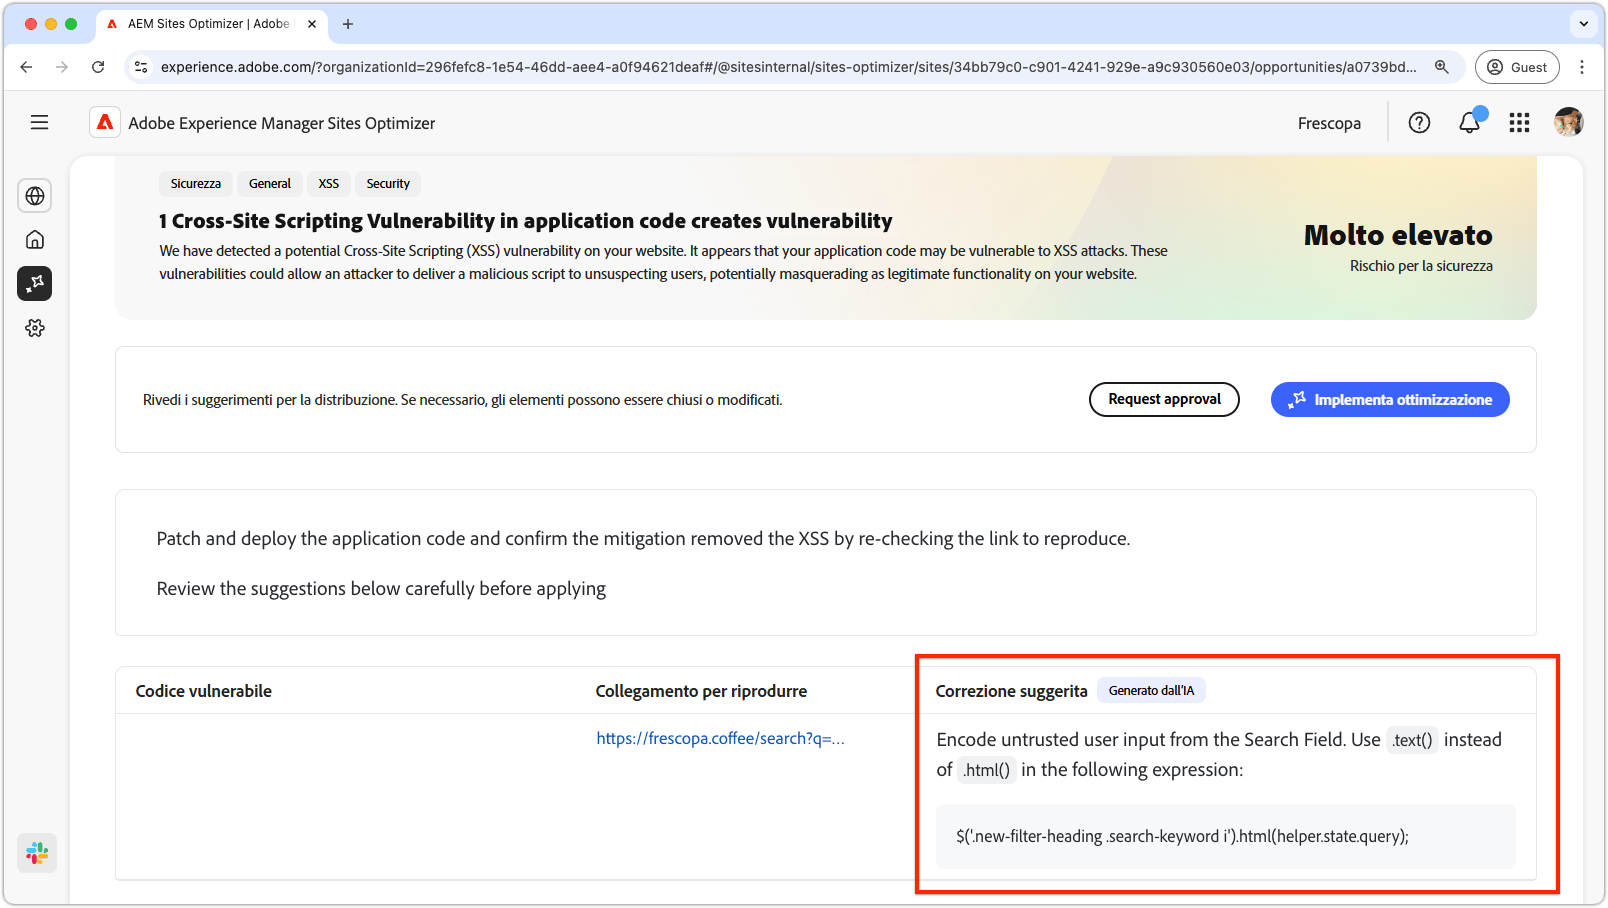 AEM Sites Optimizer | Adobe
experience.adobe.com/?organizationId=296fefc8-1e54-46dd-aee4-a0f94621deaf#/@sitesinternal/sites-optimizer/sites/34bb79c0-c901-4241-929e-a9c930560e03/opportunities/a0739bd...
Guest
Adobe Experience Manager Sites Optimizer
Frescopa
Sicurezza General XSS Security
1 Cross-Site Scripting Vulnerability in application code creates vulnerability
We have detected a potential Cross-Site Scripting (XSS) vulnerability on your website. It appears that your application code may be vulnerable to XSS attacks. These
vulnerabilities could allow an attacker to deliver a malicious script to unsuspecting users, potentially masquerading as legitimate functionality on your website.
Molto elevato
Rischio per la sicurezza
Rivedi i suggerimenti per la distribuzione. Se necessario, gli elementi possono essere chiusi o modificati.
Request approval
Implementa ottimizzazione
Patch and deploy the application code and confirm the mitigation removed the XSS by re-checking the link to reproduce.
Review the suggestions below carefully before applying
Codice vulnerabile
Collegamento per riprodurre
Correzione suggerita Generato dall'IA
https://frescopa.coffee/search?q=...
Encode untrusted user input from the Search Field. Use .text() instead
of .html() in the following expression:
$('.new-filter-heading .search-keyword i').html(helper.state.query);